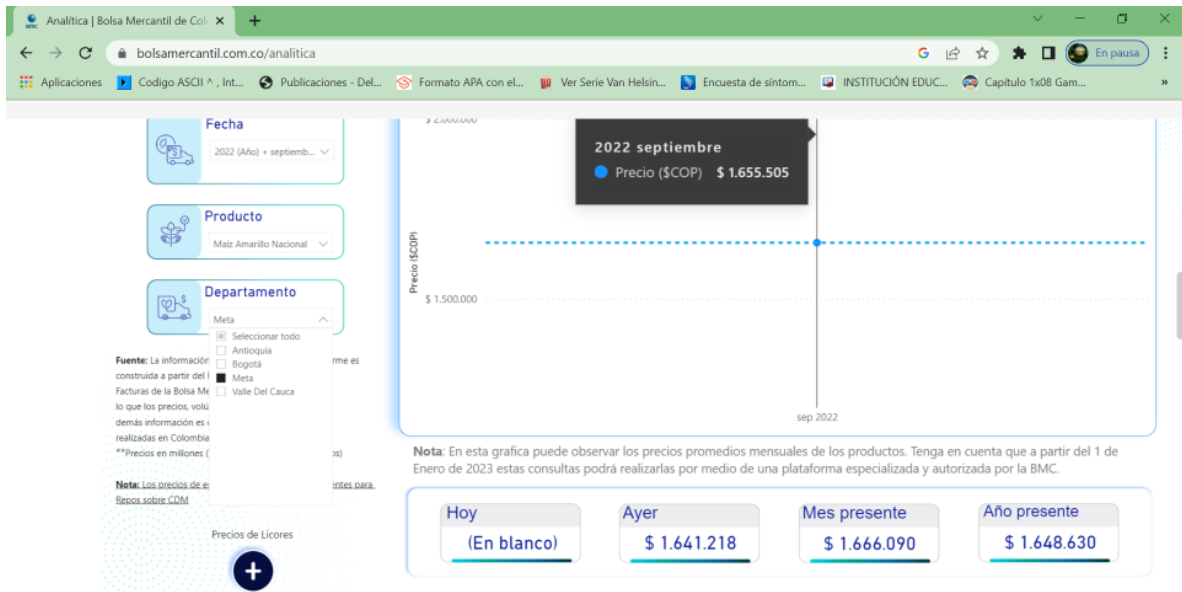 Analítica | Bolsa Mercantil de Col
bolsamercantil.com.co/analitica
En pausa
Aplicaciones
Codigo ASCII ^ , Int...
Publicaciones - Del...
Formato APA con el...
Ver Serie Van Helsin...
Encuesta de síntom...
INSTITUCIÓN EDUC...
Capítulo 1x08 Gam...
»
Fecha
2022 (Año) + septiemb...
Producto
Maíz Amarillo Nacional
Departamento
Meta
Seleccionar todo
Antioquia
Bogotá
Meta
Valle Del Cauca
Fuente: La información rme es
construida a partir del
Facturas de la Bolsa Me
lo que los precios, volú
demás información es
realizadas en Colombia
**Precios en millones ( os)
Nota: Los precios de es entes para
Repos sobre CDM
Precios de Licores
$ 2.000.000
2022 septiembre
Precio ($COP) $ 1.655.505
Precio ($COP)
$ 1.500.000
sep 2022
Nota: En esta grafica puede observar los precios promedios mensuales de los productos. Tenga en cuenta que a partir del 1 de
Enero de 2023 estas consultas podrá realizarlas por medio de una plataforma especializada y autorizada por la BMC.
Hoy
(En blanco)
Ayer
$ 1.641.218
Mes presente
$ 1.666.090
Año presente
$ 1.648.630